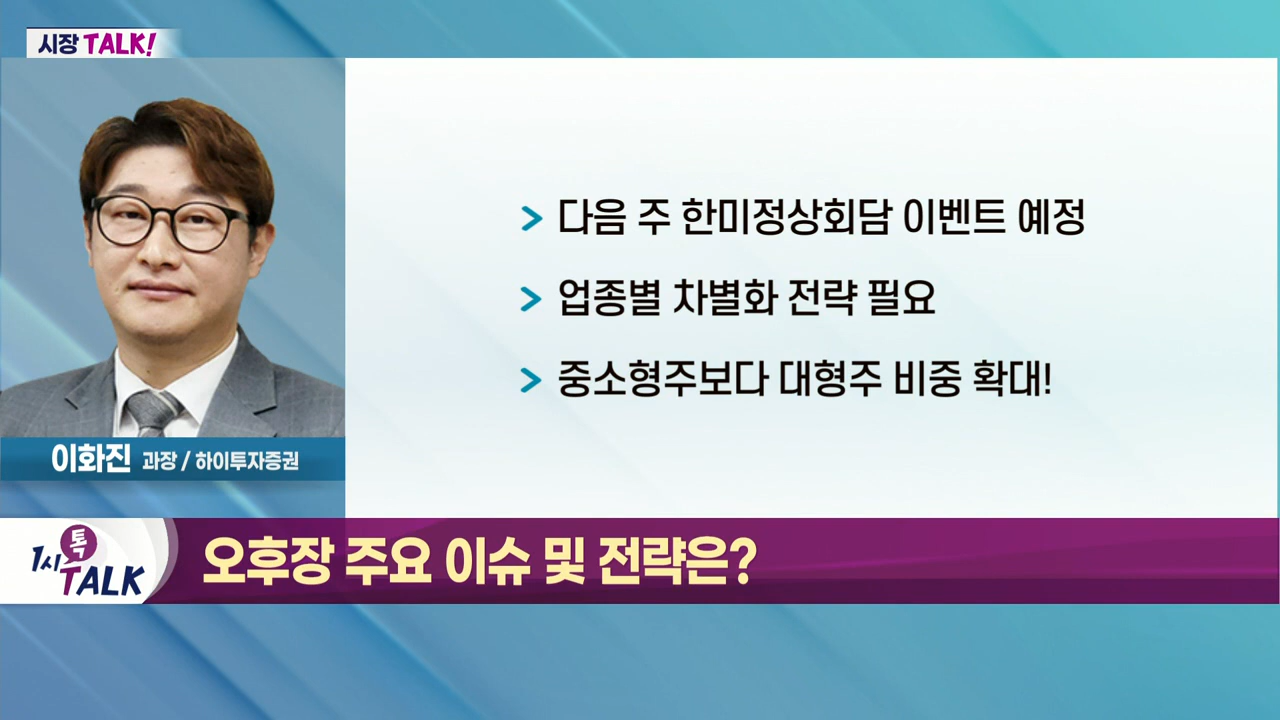 시장 TALK!
> 다음 주 한미정상회담 이벤트 예정
> 업종별 차별화 전략 필요
> 중소형주보다 대형주 비중 확대!
이화진 과장 / 하이투자증권
1시 톡 TALK
오후장 주요 이슈 및 전략은?